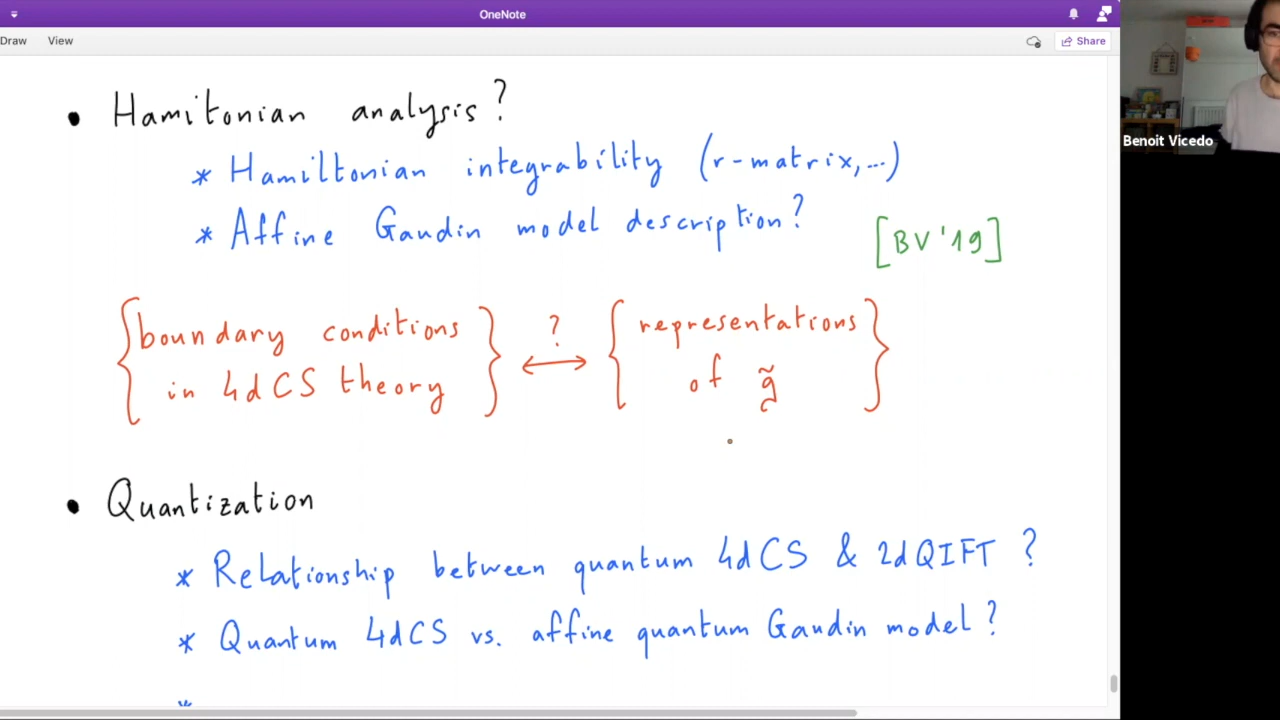 OneNote
Draw View
Share
• Hamitonian analysis?
* Hamiltonian integrability (r-matrix,...)
* Affine Gaudin model description?
[BV '19]
{boundary conditions in 4dCS theory} ⟷? {representations of g̃}
• Quantization
* Relationship between quantum 4dCS & 2dQIFT ?
* Quantum 4dCS vs. affine quantum Gaudin model?
*
Benoit Vicedo